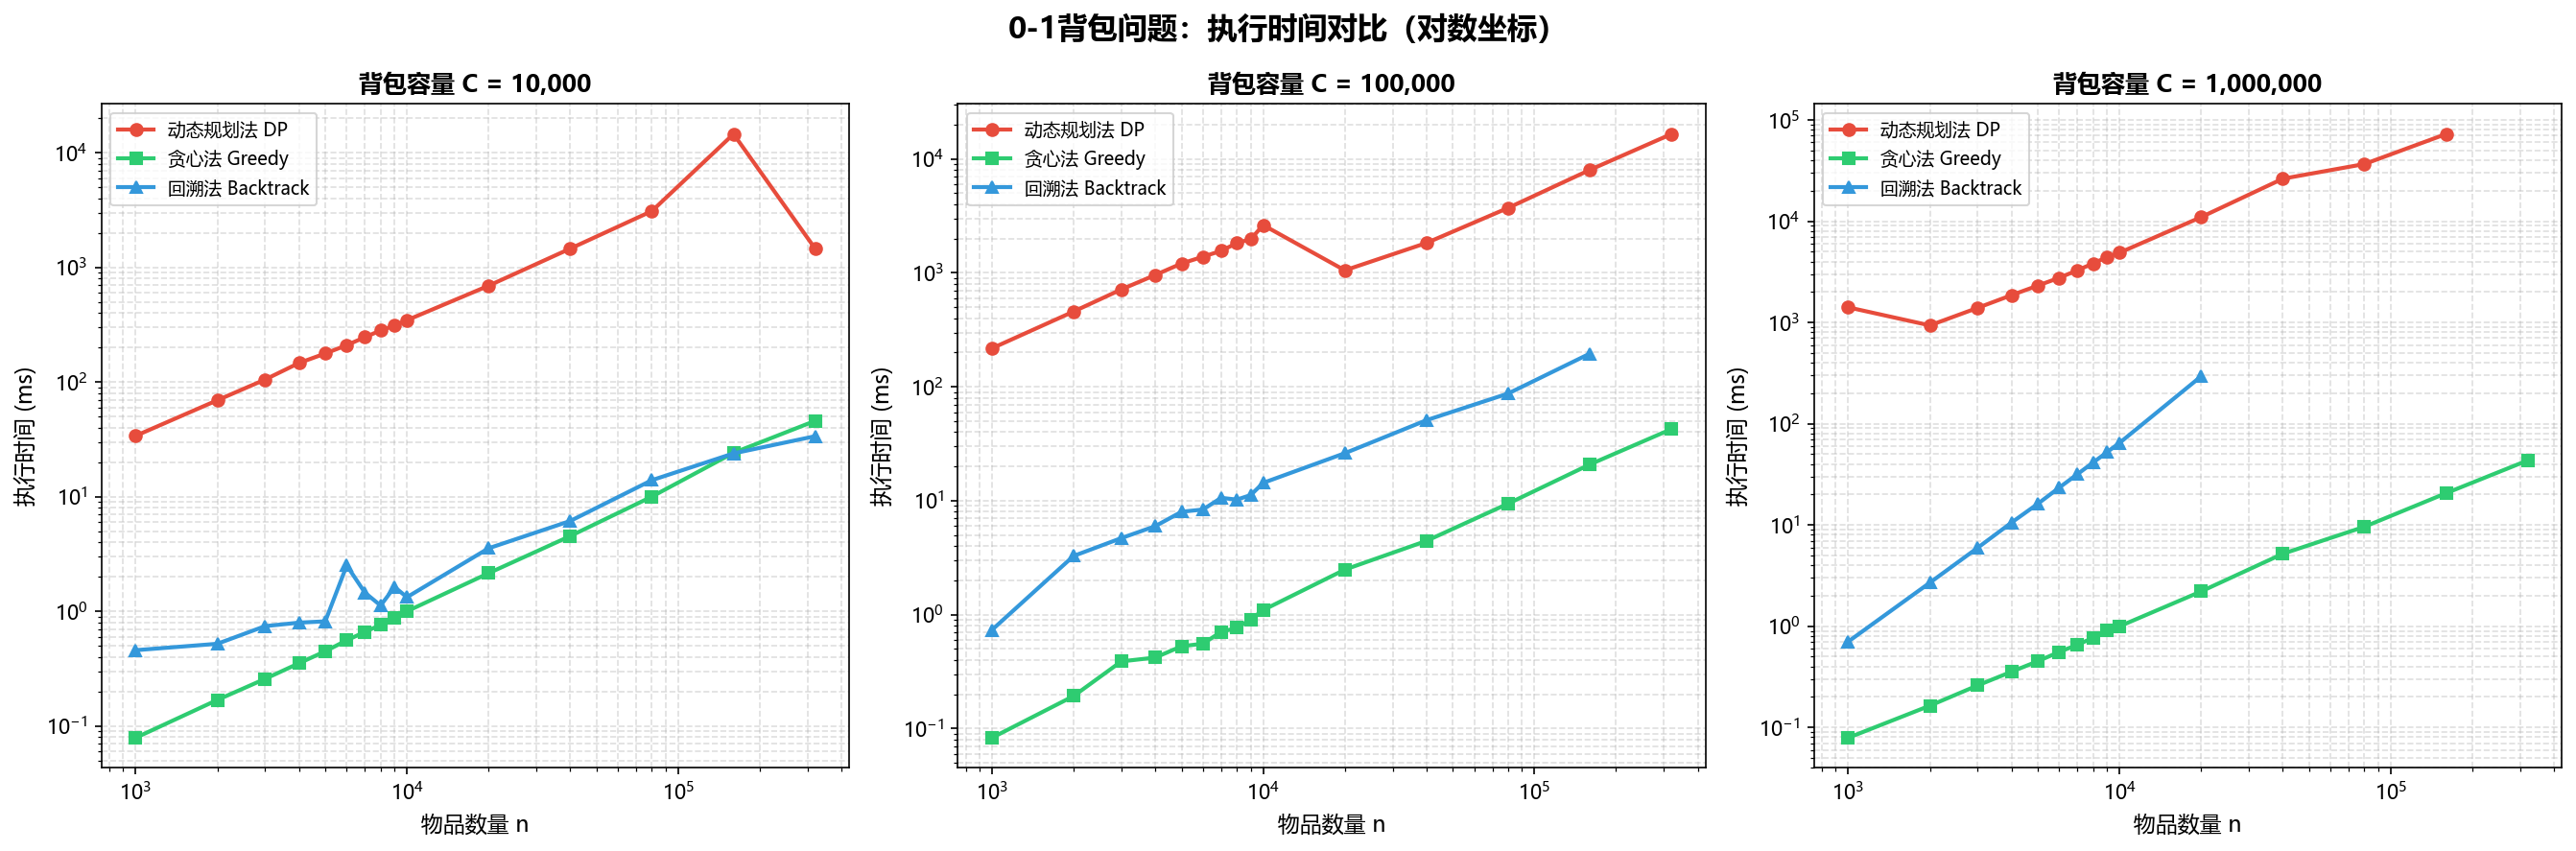 0-1背包问题：执行时间对比（对数坐标）
背包容量 C = 10,000
动态规划法 DP
贪心法 Greedy
回溯法 Backtrack
10⁴
10³
10²
10¹
10⁰
10⁻¹
执行时间 (ms)
10³ 10⁴ 10⁵
物品数量 n
背包容量 C = 100,000
动态规划法 DP
贪心法 Greedy
回溯法 Backtrack
10⁴
10³
10²
10¹
10⁰
10⁻¹
执行时间 (ms)
10³ 10⁴ 10⁵
物品数量 n
背包容量 C = 1,000,000
动态规划法 DP
贪心法 Greedy
回溯法 Backtrack
10⁵
10⁴
10³
10²
10¹
10⁰
10⁻¹
执行时间 (ms)
10³ 10⁴ 10⁵
物品数量 n